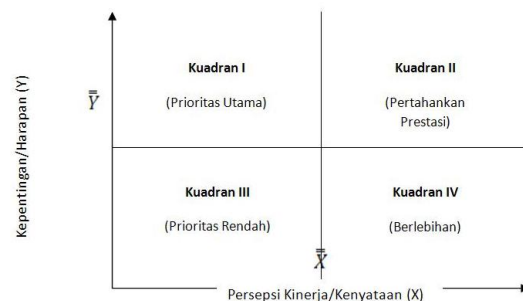 Kepentingan/Harapan (Y)
Kuadran I
(Prioritas Utama)
Kuadran II
(Pertahankan
Prestasi)
Y̿
Kuadran III
(Prioritas Rendah)
Kuadran IV
(Berlebihan)
X̿
Persepsi Kinerja/Kenyataan (X)